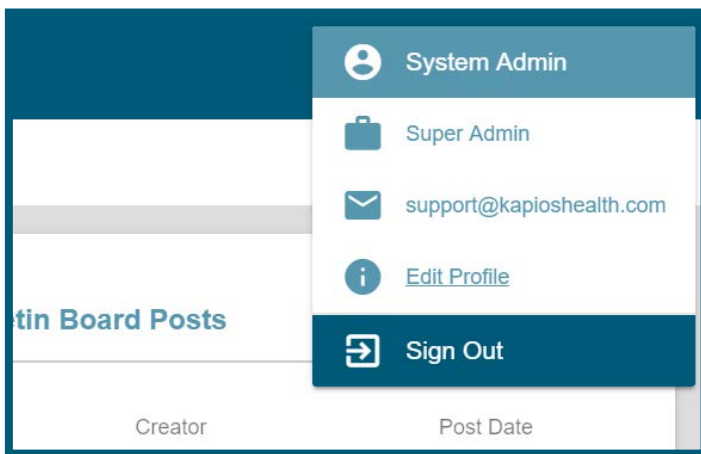 System Admin
Super Admin
support@kapioshealth.com
Edit Profile
tin Board Posts
Sign Out
Creator
Post Date